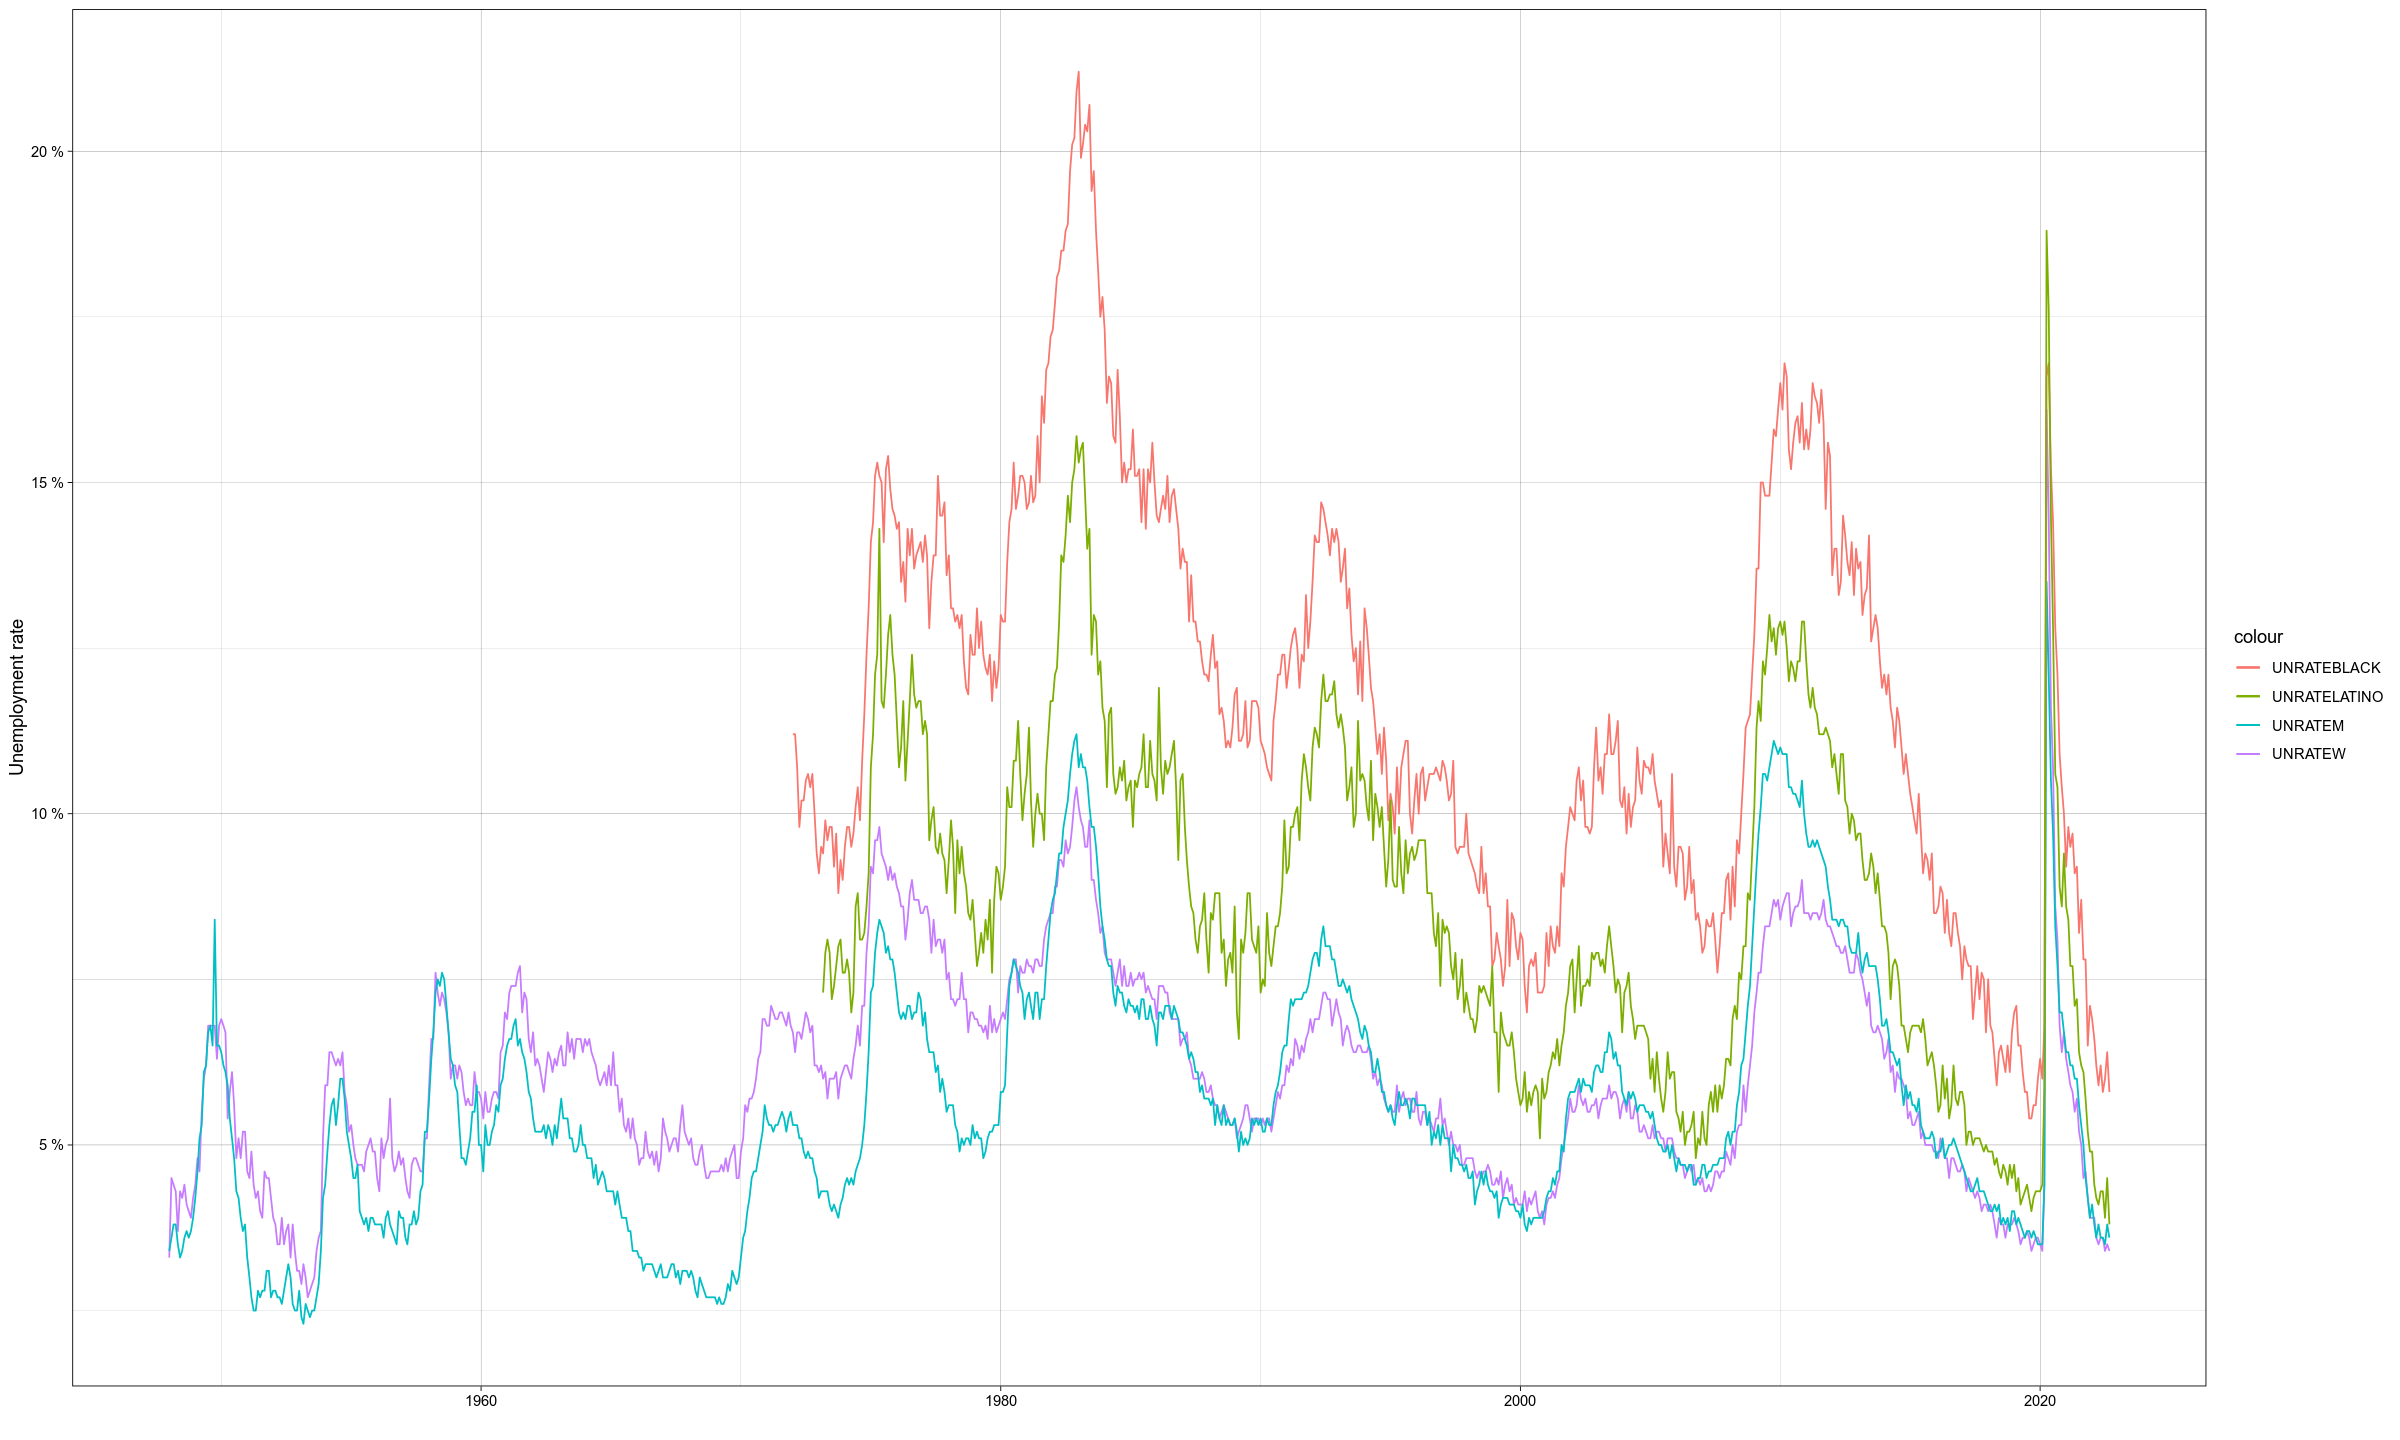 Unemployment rate
20 %
15 %
10 %
5 %
1960
1980
2000
2020
colour
UNRATEBLACK
UNRATELATINO
UNRATEM
UNRATEW